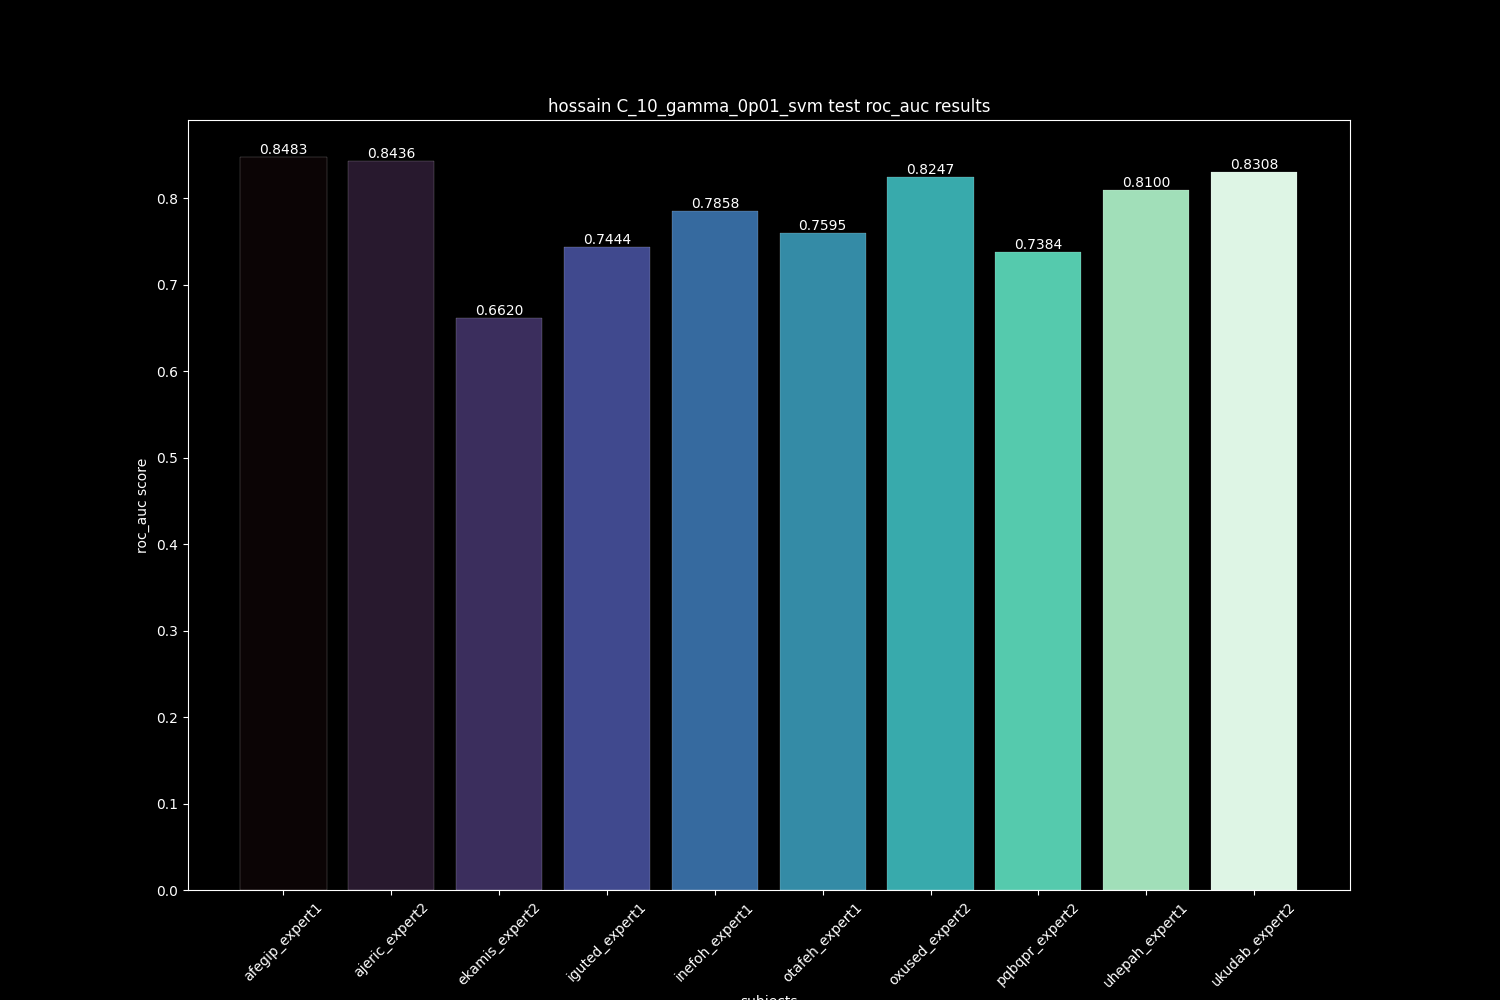 hossain C_10_gamma_0p01_svm test roc_auc results
0.8483
0.8436
0.6620
0.7444
0.7858
0.7595
0.8247
0.7384
0.8100
0.8308
roc_auc score
0.8
0.7
0.6
0.5
0.4
0.3
0.2
0.1
0.0
afegip_expert1
ajeric_expert2
ekamis_expert2
iguted_expert1
inefoh_expert1
otafeh_expert1
oxused_expert2
pqbqpr_expert2
uhepah_expert1
ukudab_expert2
subjects